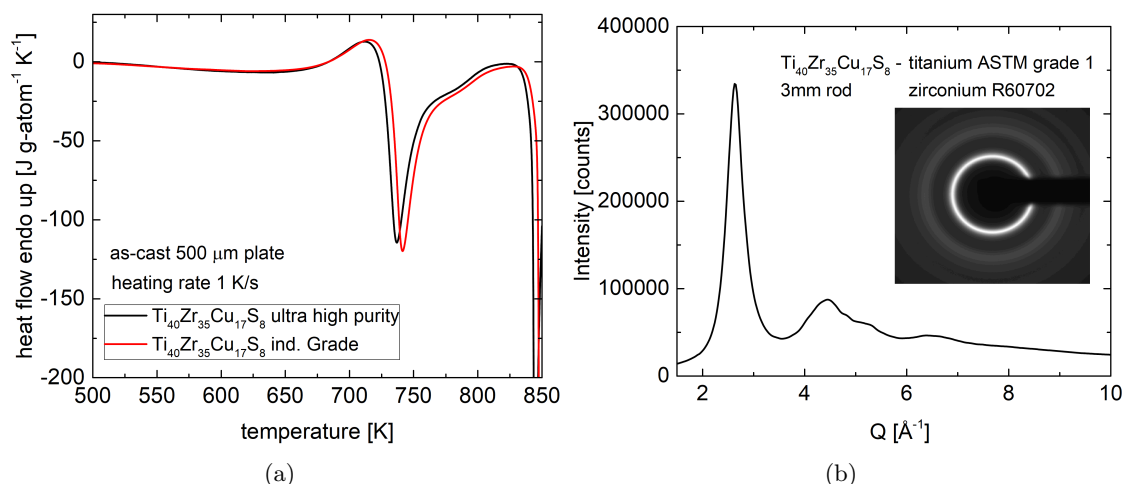 0
-50
-100
-150
-200
500 550 600 650 700 750 800 850
heat flow endo up [J g-atom⁻¹ K⁻¹]
temperature [K]
as-cast 500 μm plate
heating rate 1 K/s
Ti₄₀Zr₃₅Cu₁₇S₈ ultra high purity
Ti₄₀Zr₃₅Cu₁₇S₈ ind. Grade
(a)
400000
300000
200000
100000
0
2 4 6 8 10
Intensity [counts]
Q [Å⁻¹]
Ti₄₀Zr₃₅Cu₁₇S₈ - titanium ASTM grade 1
3mm rod zirconium R60702
(b)